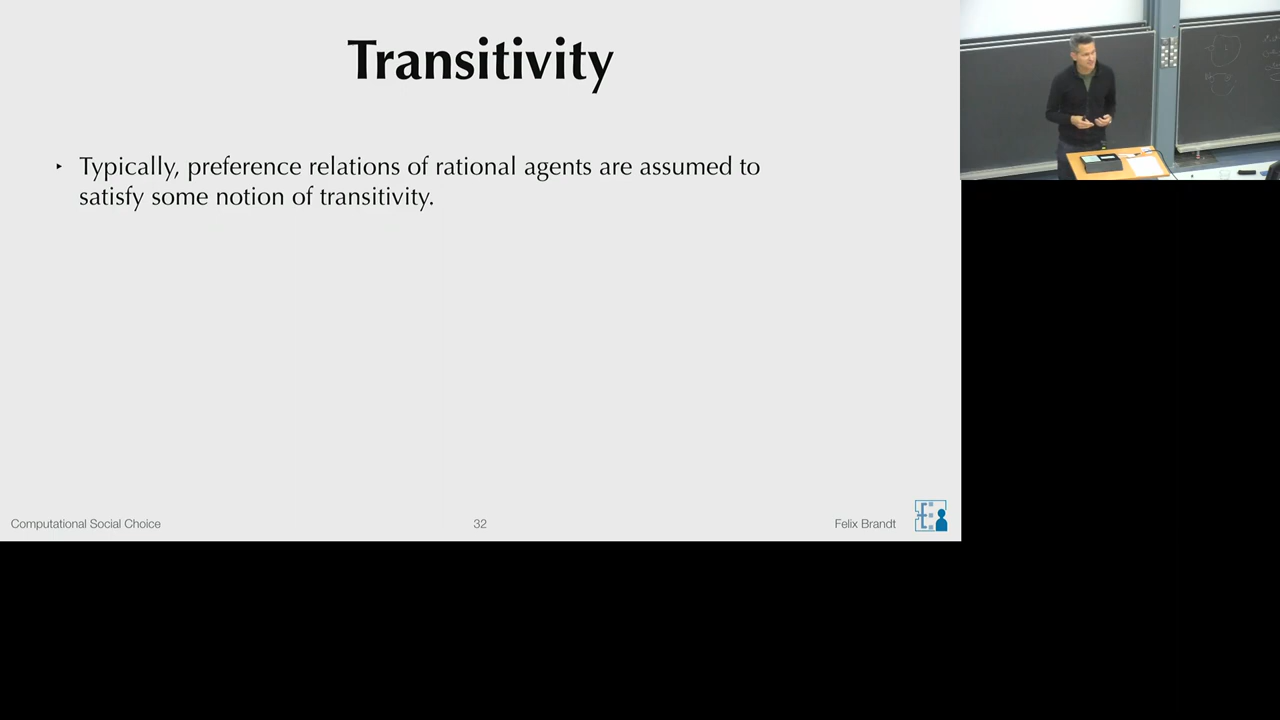 Transitivity
‣ Typically, preference relations of rational agents are assumed to
satisfy some notion of transitivity.
Computational Social Choice
32
Felix Brandt